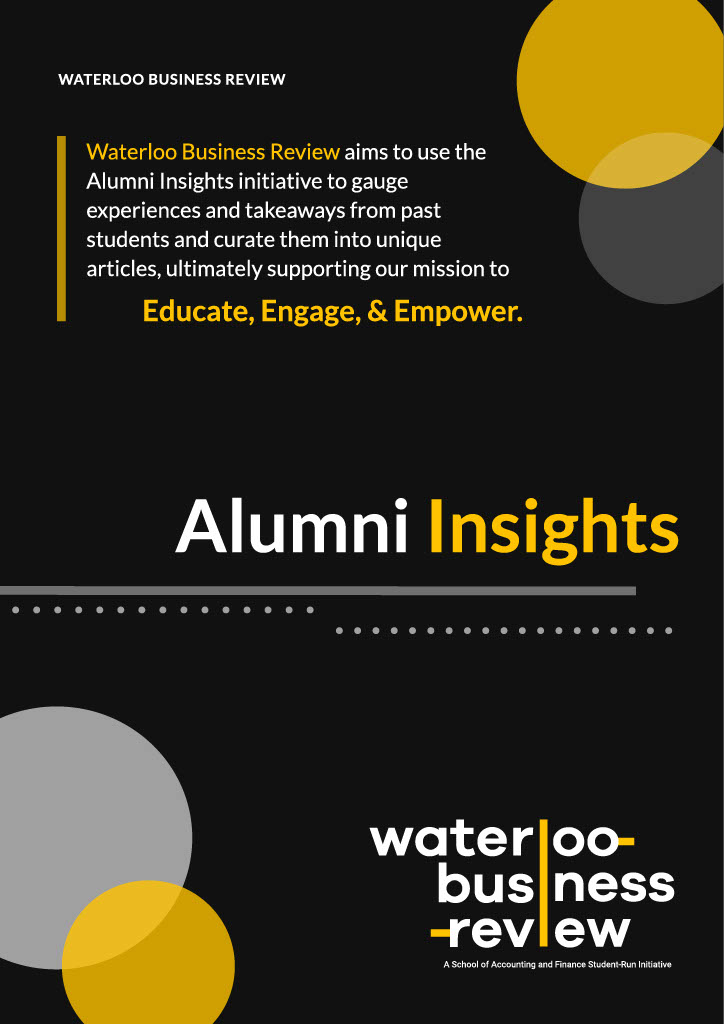 WATERLOO BUSINESS REVIEW
Waterloo Business Review aims to use the
Alumni Insights initiative to gauge
experiences and takeaways from past
students and curate them into unique
articles, ultimately supporting our mission to
Educate, Engage, & Empower.
Alumni Insights
waterloo-
business
-review
A School of Accounting and Finance Student-Run Initiative